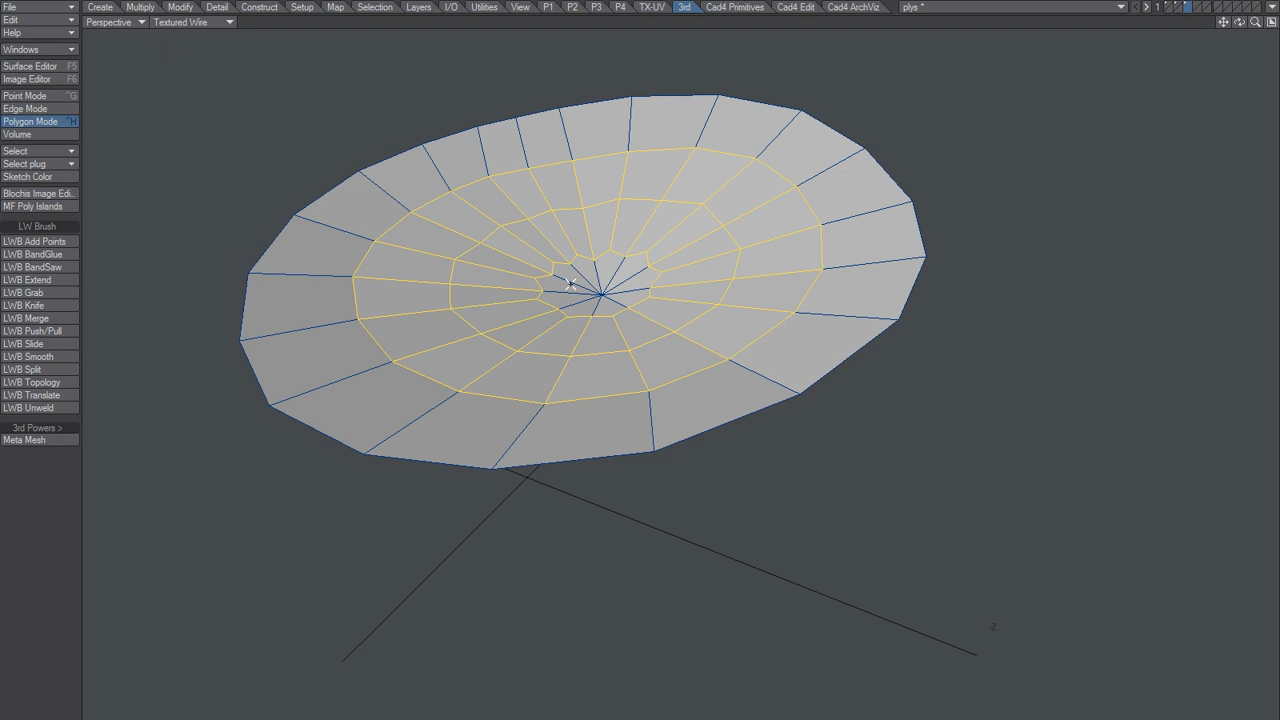 File Create Multiply Modify Detail Construct Setup Map Selection Layers I/O Utilities View P1 P2 P3 P4 TX-UV 3rd Cad4 Primitives Cad4 Edit Cad4 ArchViz plys * 1
Edit Perspective Textured Wire
Help
Windows
Surface Editor F5
Image Editor F6
Point Mode ^G
Edge Mode
Polygon Mode ^H
Volume
Select
Select plug
Sketch Color
Blochis Image Edi..
MF Poly Islands
LW Brush
LWB Add Points
LWB BandGlue
LWB BandSaw
LWB Extend
LWB Grab
LWB Knife
LWB Merge
LWB Push/Pull
LWB Slide
LWB Smooth
LWB Split
LWB Topology
LWB Translate
LWB Unweld
3rd Powers >
Meta Mesh
-Z